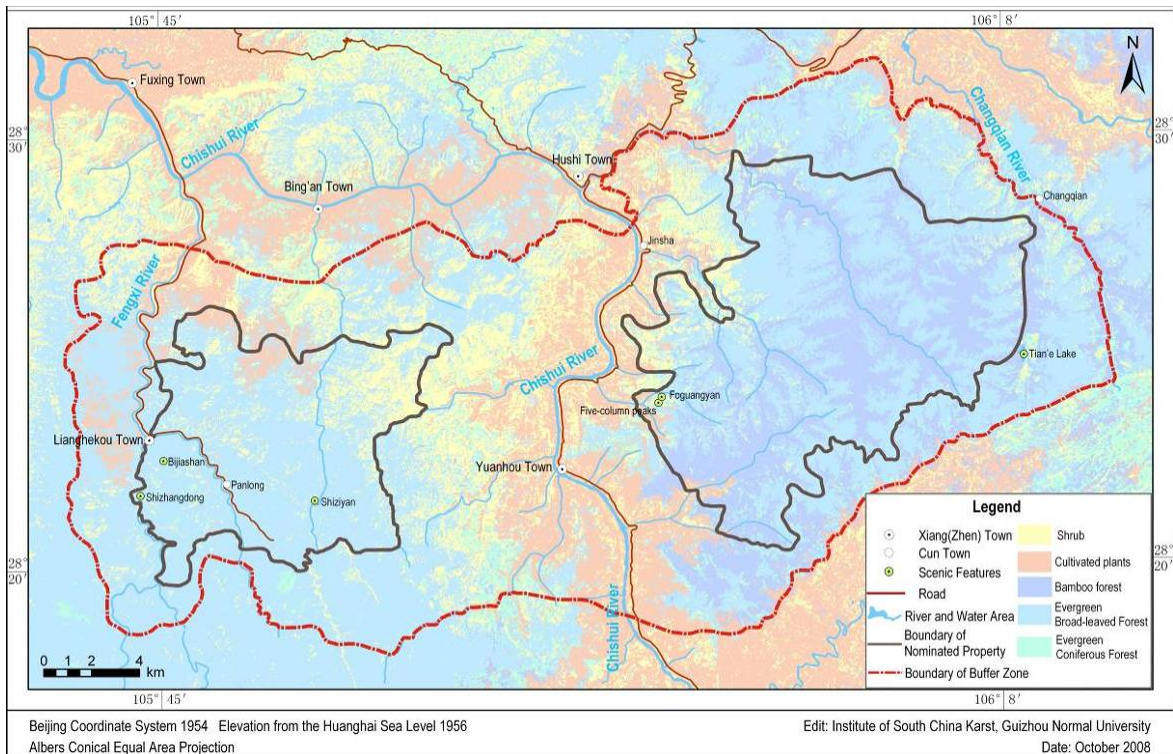 105° 45'
106° 8'
N
Fuxing Town
28°
30'
28°
30'
Chishui River
Changqian River
Hushi Town
Bing'an Town
Changqian
Jinsha
Fengxi River
Tian'e Lake
Chishui River
Foguangyan
Five-column peaks
Lianghekou Town
Bijiashan
Yuanhou Town
Panlong
Shizhangdong
Shiziyan
28°
20'
28°
20'
Chishui River
Legend
Xiang(Zhen) Town
Cun Town
Scenic Features
Road
River and Water Area
Boundary of
Nominated Property
Boundary of Buffer Zone
Shrub
Cultivated plants
Bamboo forest
Evergreen
Broad-leaved Forest
Evergreen
Coniferous Forest
0 1 2 4
km
105° 45'
106° 8'
Beijing Coordinate System 1954 Elevation from the Huanghai Sea Level 1956
Albers Conical Equal Area Projection
Edit: Institute of South China Karst, Guizhou Normal University
Date: October 2008